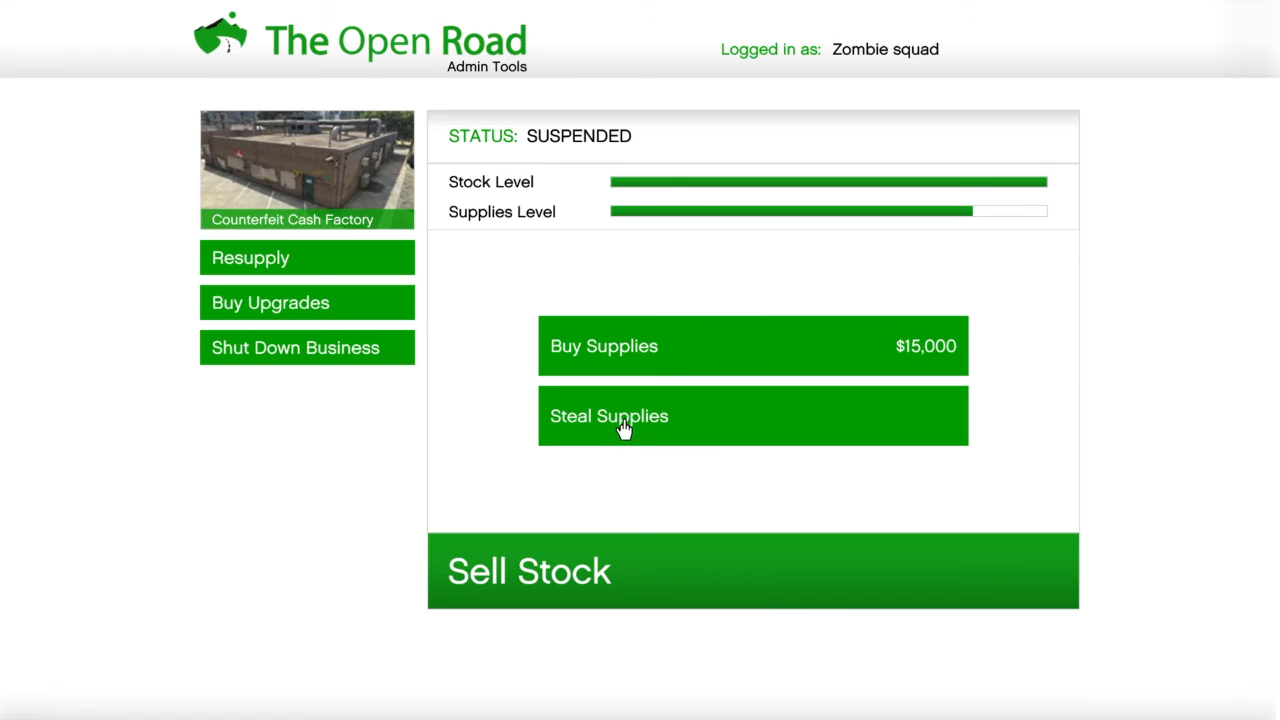 The Open Road
Admin Tools
Logged in as: Zombie squad
Counterfeit Cash Factory
Resupply
Buy Upgrades
Shut Down Business
STATUS: SUSPENDED
Stock Level
Supplies Level
Buy Supplies $15,000
Steal Supplies
Sell Stock